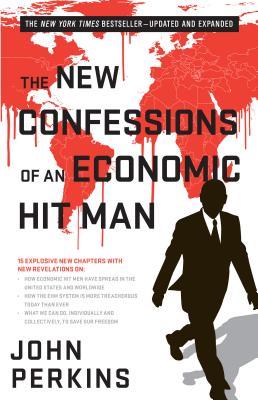 THE NEW YORK TIMES BESTSELLER—UPDATED AND EXPANDED
THE NEW
CONFESSIONS
OF AN ECONOMIC
HIT MAN
15 EXPLOSIVE NEW CHAPTERS WITH
NEW REVELATIONS ON:
• HOW ECONOMIC HIT MEN HAVE SPREAD IN THE
UNITED STATES AND WORLDWIDE
• HOW THE EHM SYSTEM IS MORE TREACHEROUS
TODAY THAN EVER
• WHAT WE CAN DO, INDIVIDUALLY AND
COLLECTIVELY, TO SAVE OUR FREEDOM
JOHN
PERKINS